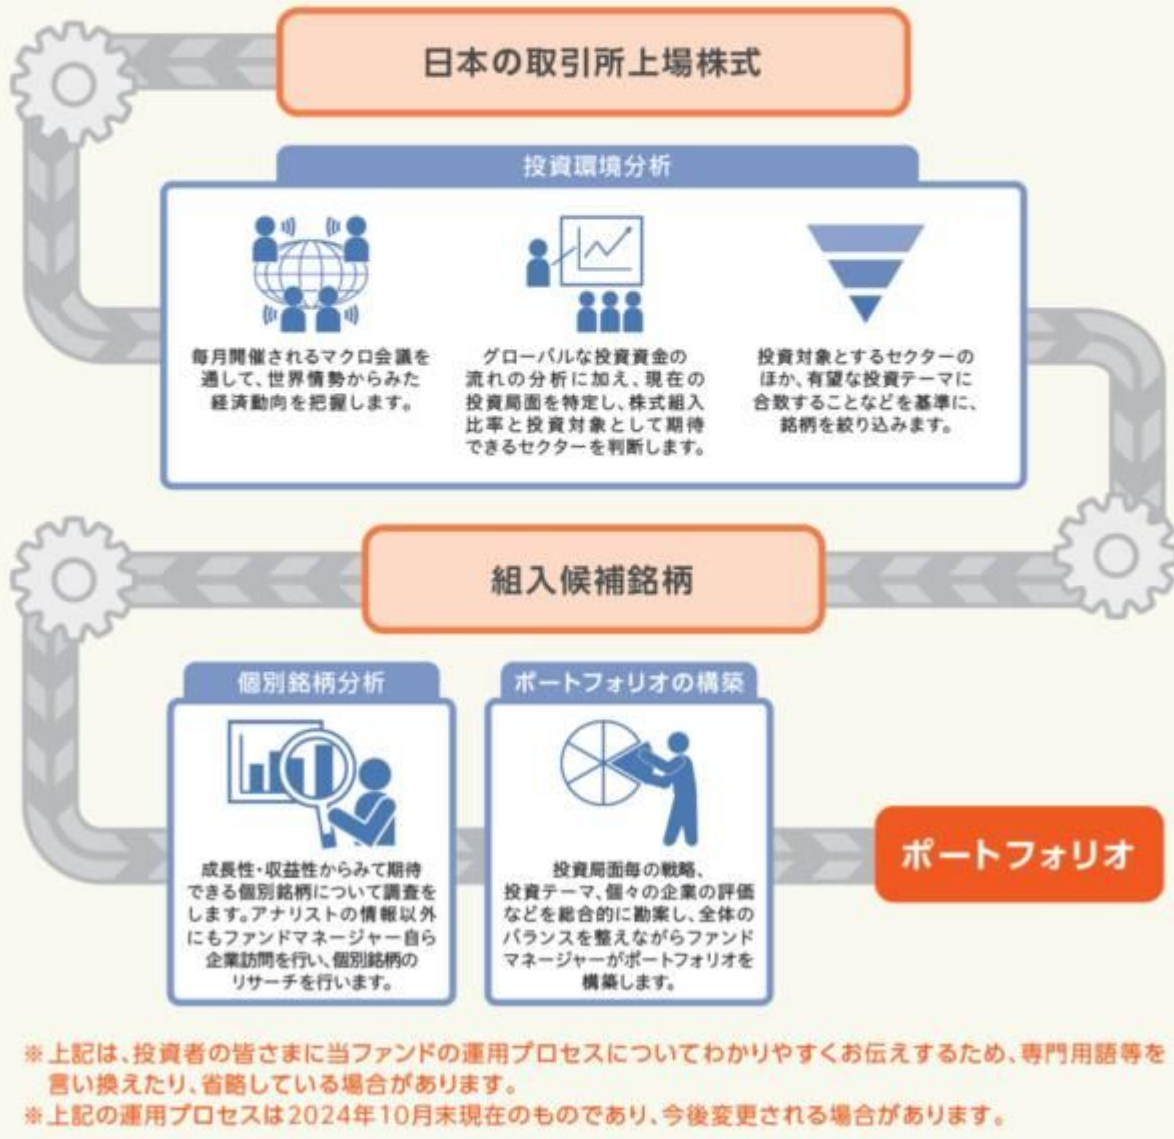 日本の取引所上場株式
投資環境分析
毎月開催されるマクロ会議を
通して、世界情勢からみた
経済動向を把握します。
グローバルな投資資金の
流れの分析に加え、現在の
投資局面を特定し、株式組入
比率と投資対象として期待
できるセクターを判断します。
投資対象とするセクターの
ほか、有望な投資テーマに
合致することなどを基準に、
銘柄を絞り込みます。
組入候補銘柄
個別銘柄分析
成長性・収益性からみて期待
できる個別銘柄について調査を
します。アナリストの情報以外
にもファンドマネージャー自ら
企業訪問を行い、個別銘柄の
リサーチを行います。
ポートフォリオの構築
投資局面毎の戦略、
投資テーマ、個々の企業の評価
などを総合的に勘案し、全体の
バランスを整えながらファンド
マネージャーがポートフォリオを
構築します。
ポートフォリオ
※上記は、投資者の皆さまに当ファンドの運用プロセスについてわかりやすくお伝えするため、専門用語等を
言い換えたり、省略している場合があります。
※上記の運用プロセスは2024年10月末現在のものであり、今後変更される場合があります。